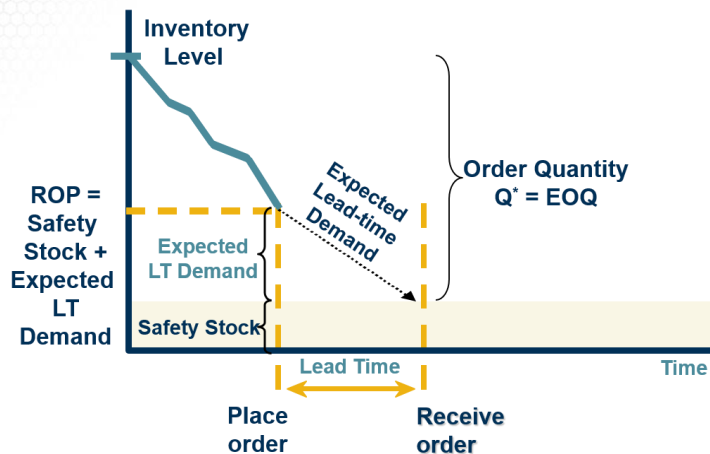 Inventory
Level
ROP =
Safety
Stock +
Expected
LT
Demand
Expected
LT Demand
Safety Stock
Expected
Lead-time
Demand
Order Quantity
Q* = EOQ
Lead Time
Time
Place
order
Receive
order